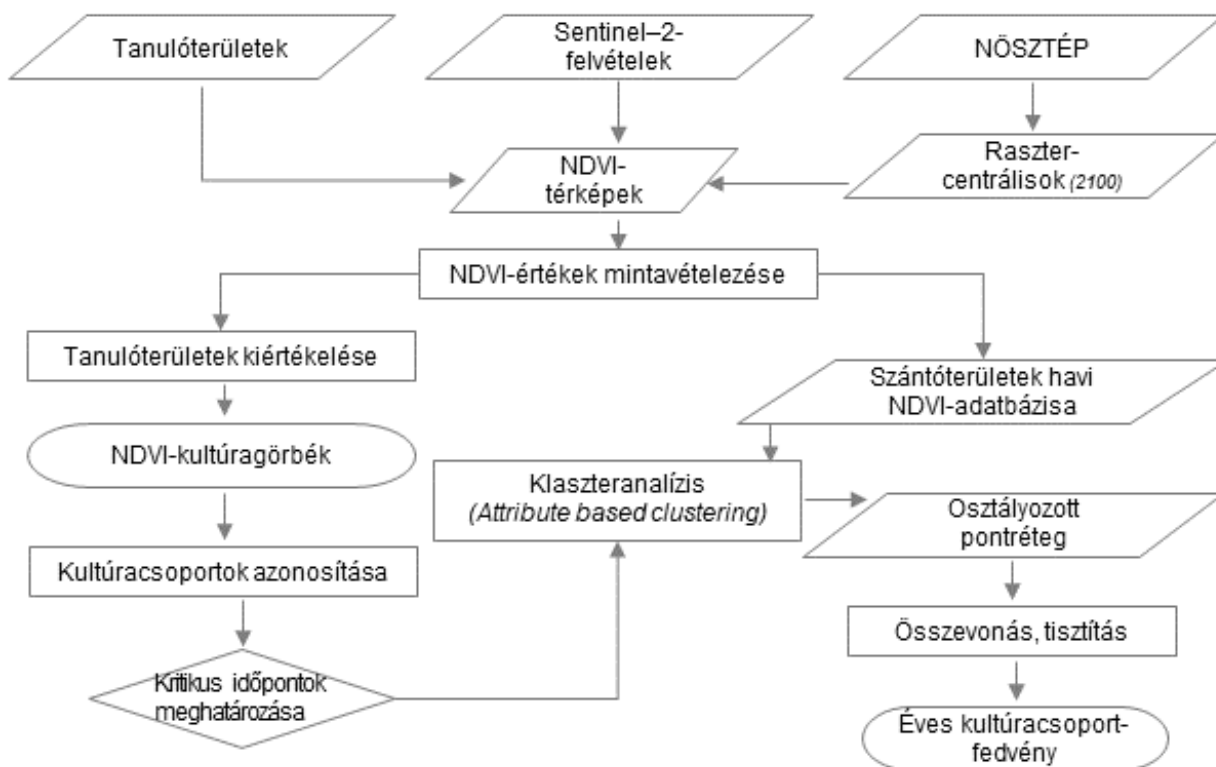 Tanulóterületek
Sentinel–2-
felvételek
NÖSZTÉP
NDVI-
térképek
Raszter-
centrálisok (2100)
NDVI-értékek mintavételezése
Tanulóterületek kiértékelése
Szántóterületek havi
NDVI-adatbázisa
NDVI-kultúragörbék
Klaszteranalízis
(Attribute based clustering)
Osztályozott
pontréteg
Kultúracsoportok azonosítása
Összevonás, tisztítás
Kritikus időpontok
meghatározása
Éves kultúracsoport-
fedvény